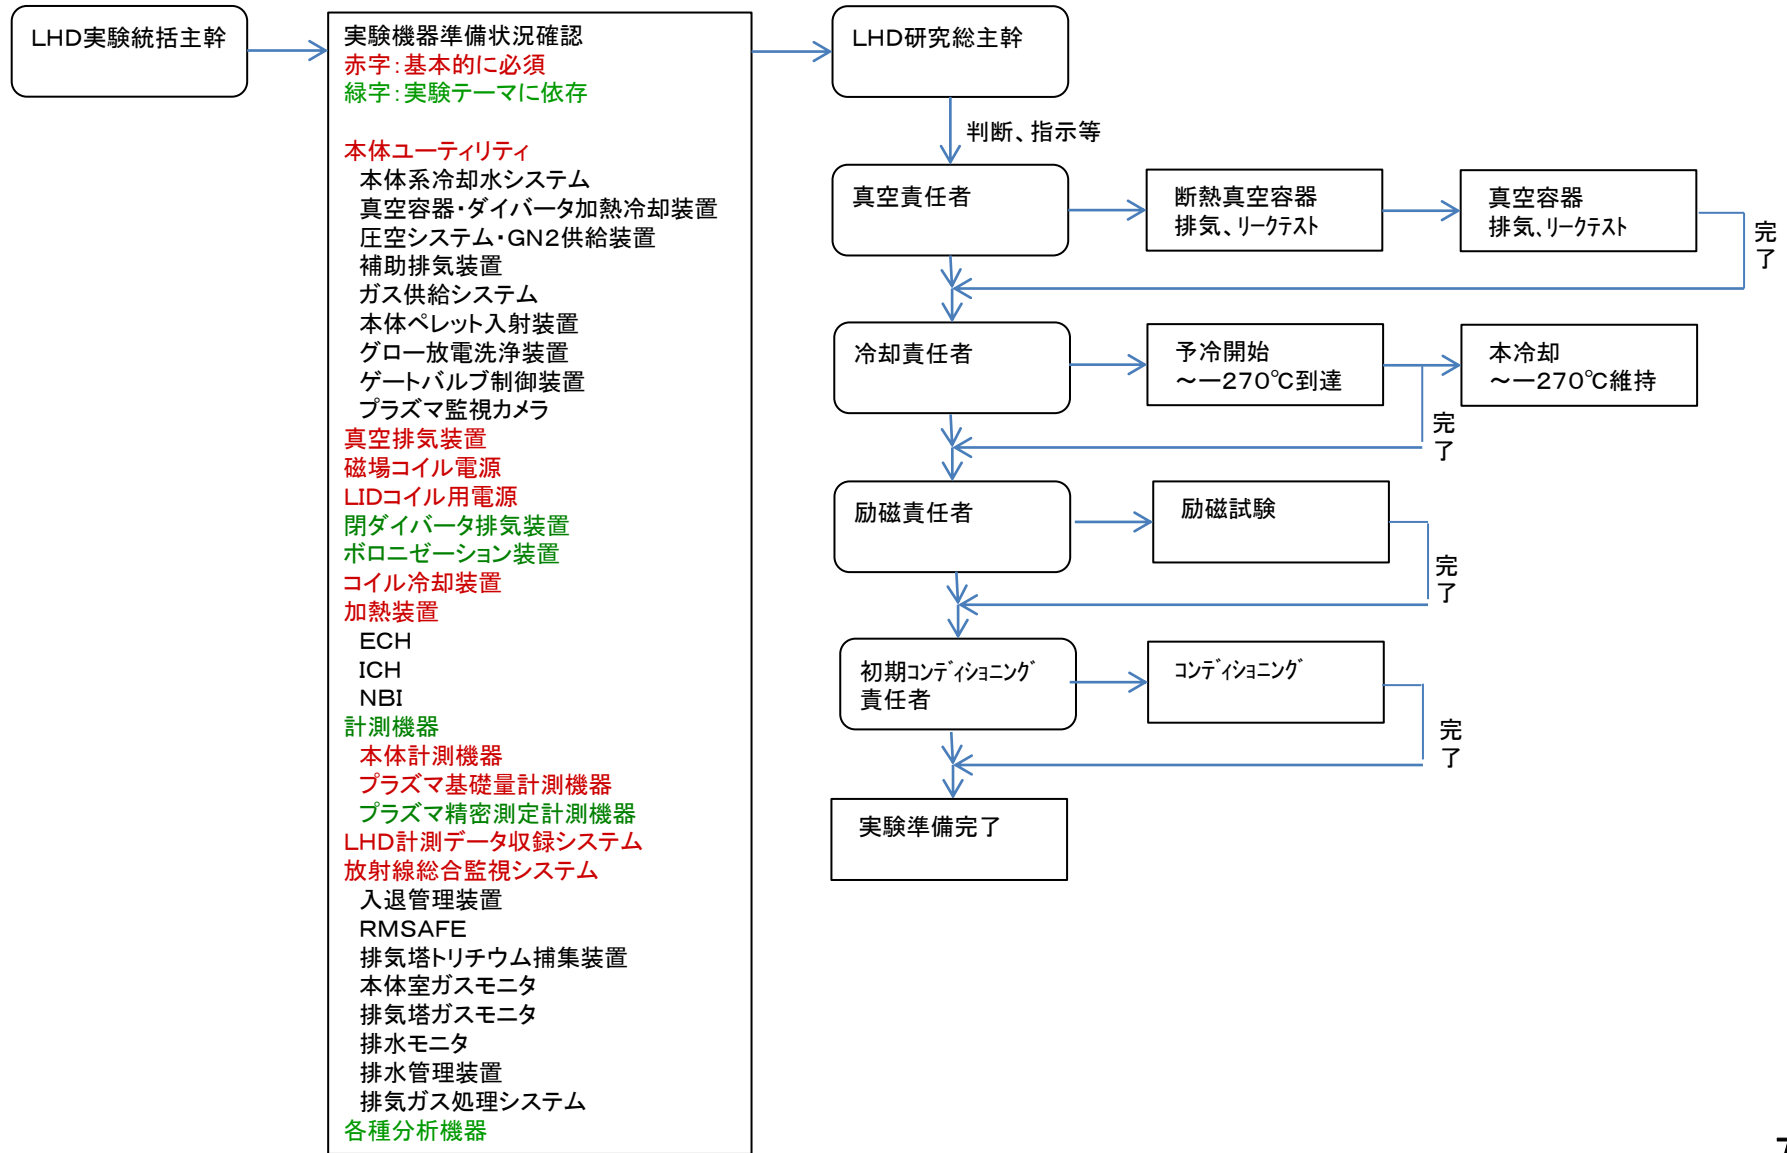 LHD実験統括主幹
実験機器準備状況確認
赤字：基本的に必須
緑字：実験テーマに依存
本体ユーティリティ
本体系冷却水システム
真空容器・ダイバータ加熱冷却装置
圧空システム・GN2供給装置
補助排気装置
ガス供給システム
本体ペレット入射装置
グロー放電洗浄装置
ゲートバルブ制御装置
プラズマ監視カメラ
真空排気装置
磁場コイル電源
LIDコイル用電源
閉ダイバータ排気装置
ボロニゼーション装置
コイル冷却装置
加熱装置
ECH
ICH
NBI
計測機器
本体計測機器
プラズマ基礎量計測機器
プラズマ精密測定計測機器
LHD計測データ収録システム
放射線総合監視システム
入退管理装置
RMSAFE
排気塔トリチウム捕集装置
本体室ガスモニタ
排気塔ガスモニタ
排水モニタ
排水管理装置
排気ガス処理システム
各種分析機器
LHD研究総主幹
判断、指示等
真空責任者
断熱真空容器
排気、ﾘｰｸﾃｽﾄ
真空容器
排気、ﾘｰｸﾃｽﾄ
完了
冷却責任者
予冷開始
～－270℃到達
本冷却
～－270℃維持
完了
励磁責任者
励磁試験
完了
初期ｺﾝﾃﾞｨｼｮﾆﾝｸﾞ
責任者
ｺﾝﾃﾞｨｼｮﾆﾝｸﾞ
完了
実験準備完了
7